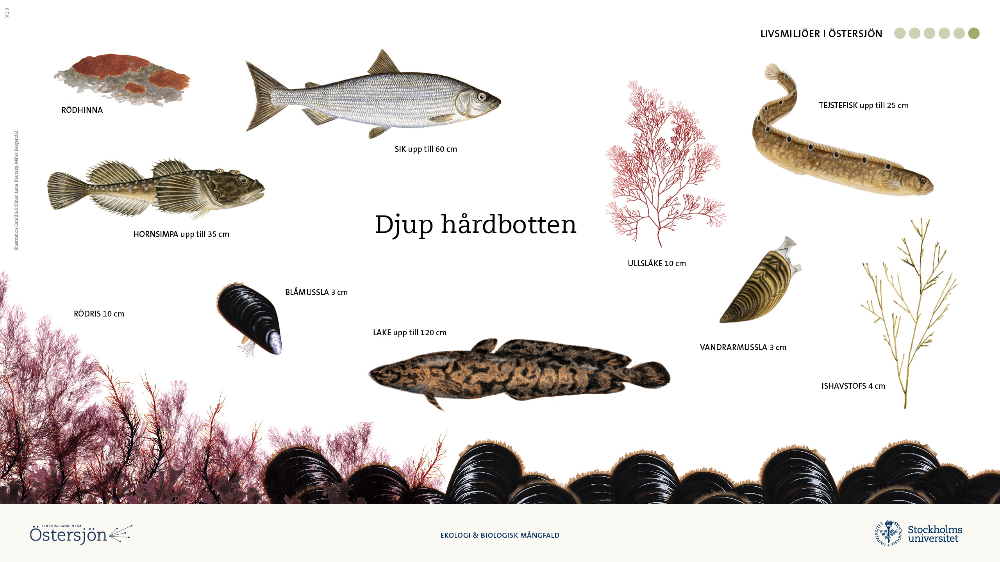 V1.0
LIVSMILJÖER I ÖSTERSJÖN
RÖDHINNA
SIK upp till 60 cm
TEJSTEFISK upp till 25 cm
Illustration Camilla Bollner, Lena Kautsky, Måns Bergendal
HORNSIMPA upp till 35 cm
Djup hårdbotten
ULLSLÄKE 10 cm
BLÅMUSSLA 3 cm
RÖDRIS 10 cm
LAKE upp till 120 cm
VANDRARMUSSLA 3 cm
ISHAVSTOFS 4 cm
LEKTIONSBANKEN OM
Östersjön
EKOLOGI & BIOLOGISK MÅNGFALD
STOCKHOLMS UNIVERSITET
Stockholms
universitet